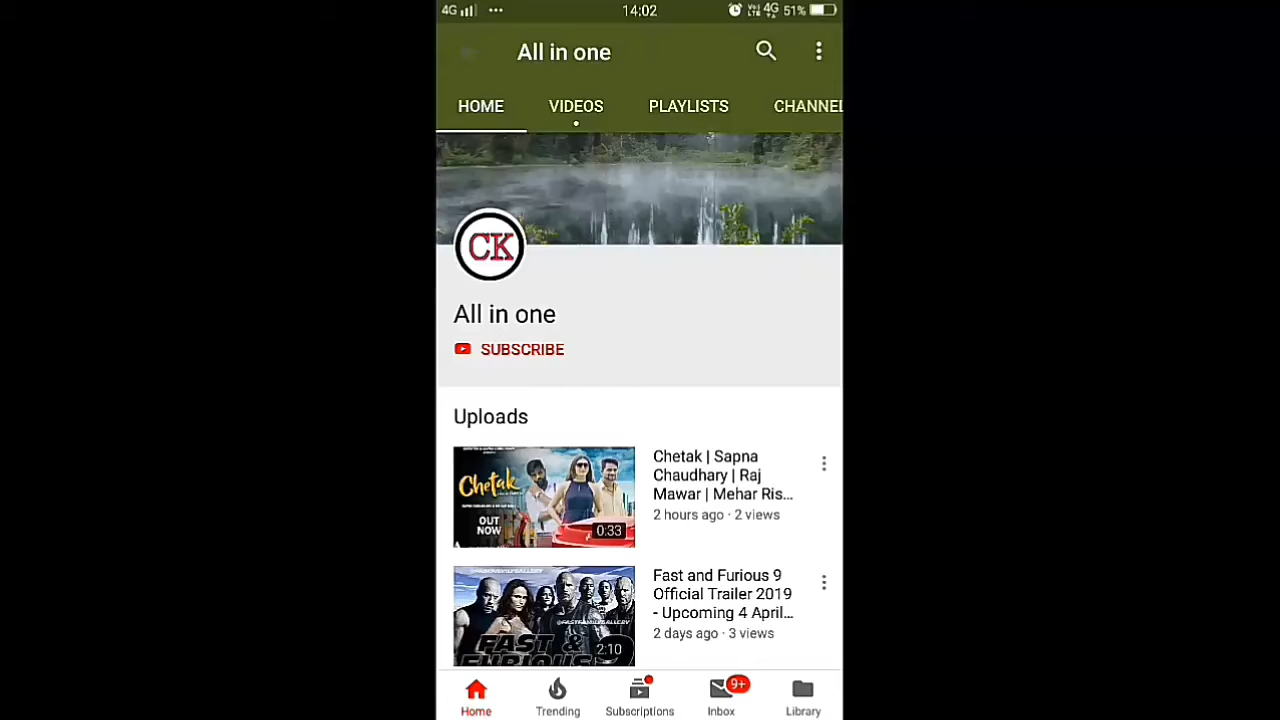 4G 14:02 4G 51%
All in one
HOME VIDEOS PLAYLISTS CHANNEL
CK
All in one
SUBSCRIBE
Uploads
Chetak
OUT
NOW
0:33
Chetak | Sapna
Chaudhary | Raj
Mawar | Mehar Ris...
2 hours ago · 2 views
FAST &
FURIOUS
2:10
Fast and Furious 9
Official Trailer 2019
- Upcoming 4 April...
2 days ago · 3 views
Home Trending Subscriptions Inbox 9+ Library